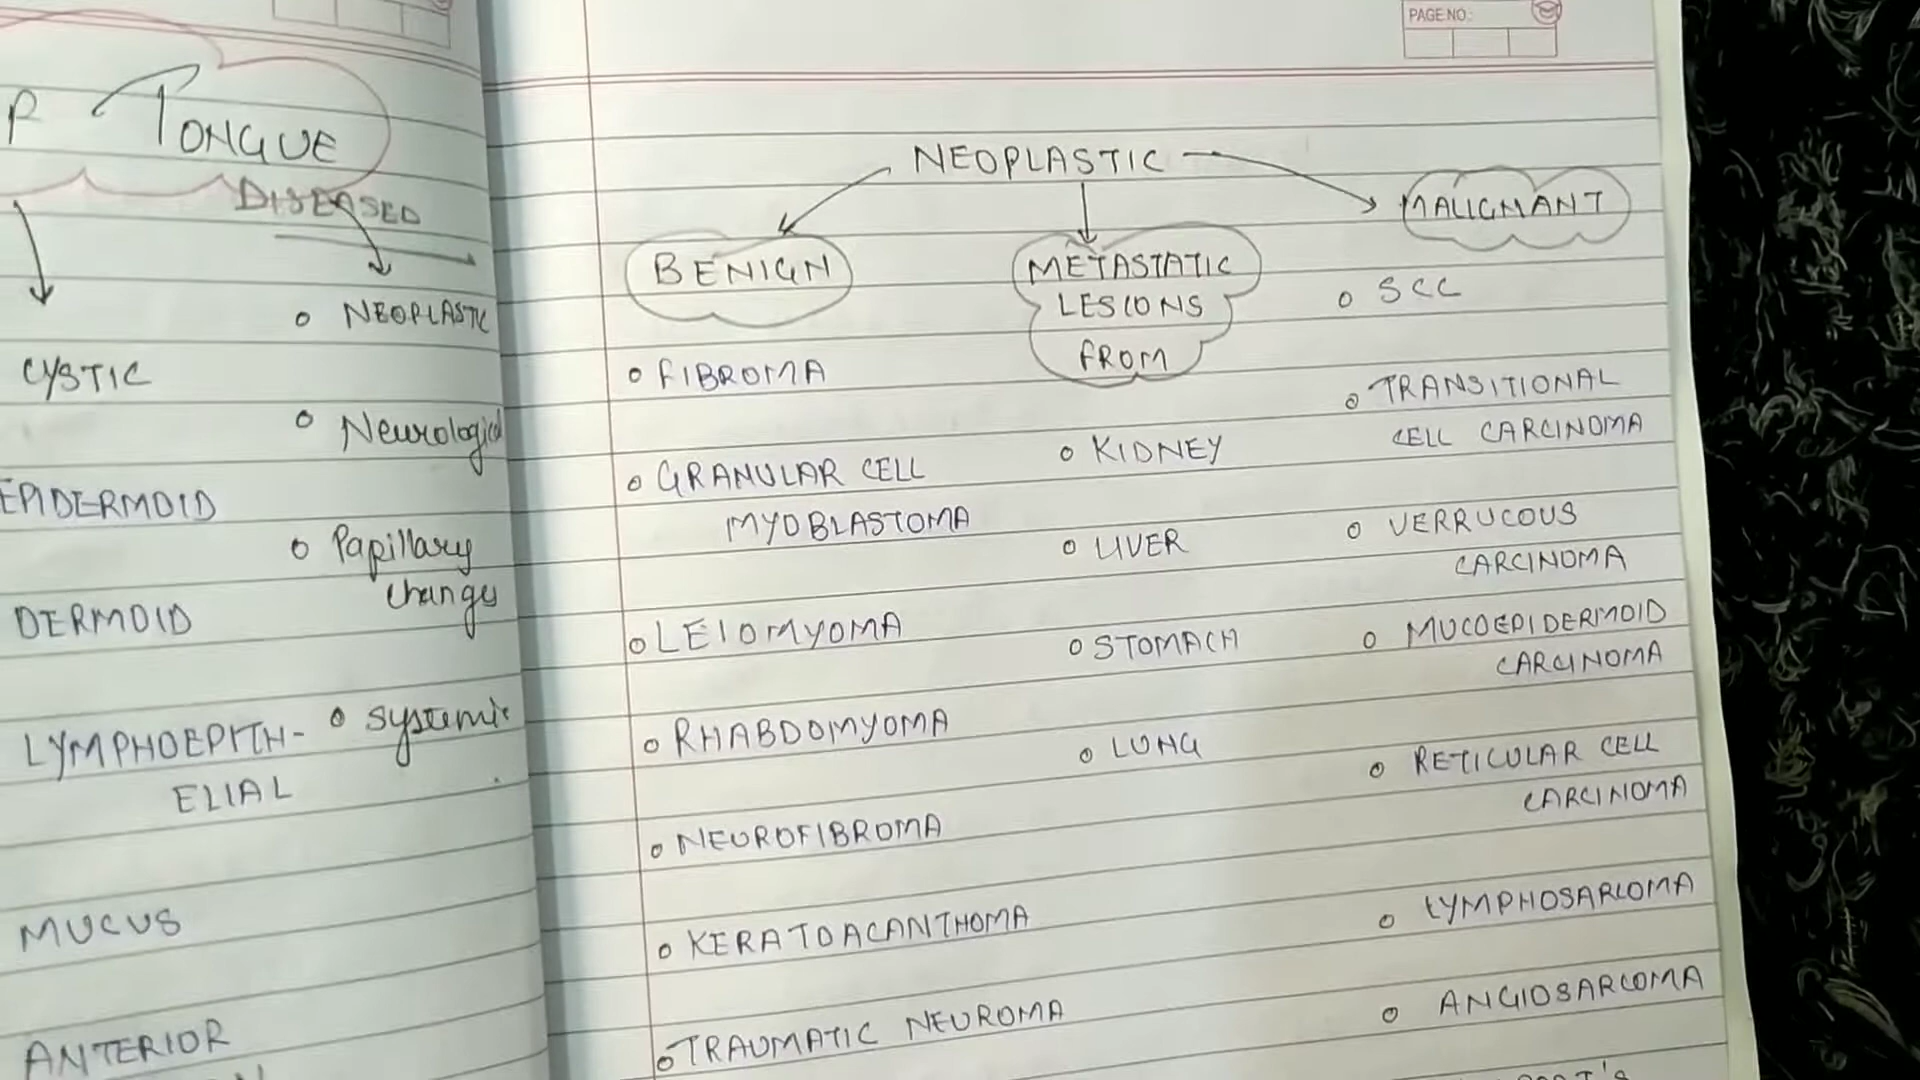 TONGUE
DISEASED
CYSTIC
EPIDERMOID
DERMOID
LYMPHOEPITH-
ELIAL
MUCUS
ANTERIOR
NEOPLASTIC
Neurological
Papillary
changes
systemic
PAGE NO.:
NEOPLASTIC
BENIGN
FIBROMA
GRANULAR CELL
MYOBLASTOMA
LEIOMYOMA
RHABDOMYOMA
NEUROFIBROMA
KERATOACANTHOMA
TRAUMATIC NEUROMA
METASTATIC
LESIONS
FROM
KIDNEY
LIVER
STOMACH
LUNG
MALIGNANT
SCC
TRANSITIONAL
CELL CARCINOMA
VERRUCOUS
CARCINOMA
MUCOEPIDERMOID
CARCINOMA
RETICULAR CELL
CARCINOMA
LYMPHOSARCOMA
ANGIOSARCOMA